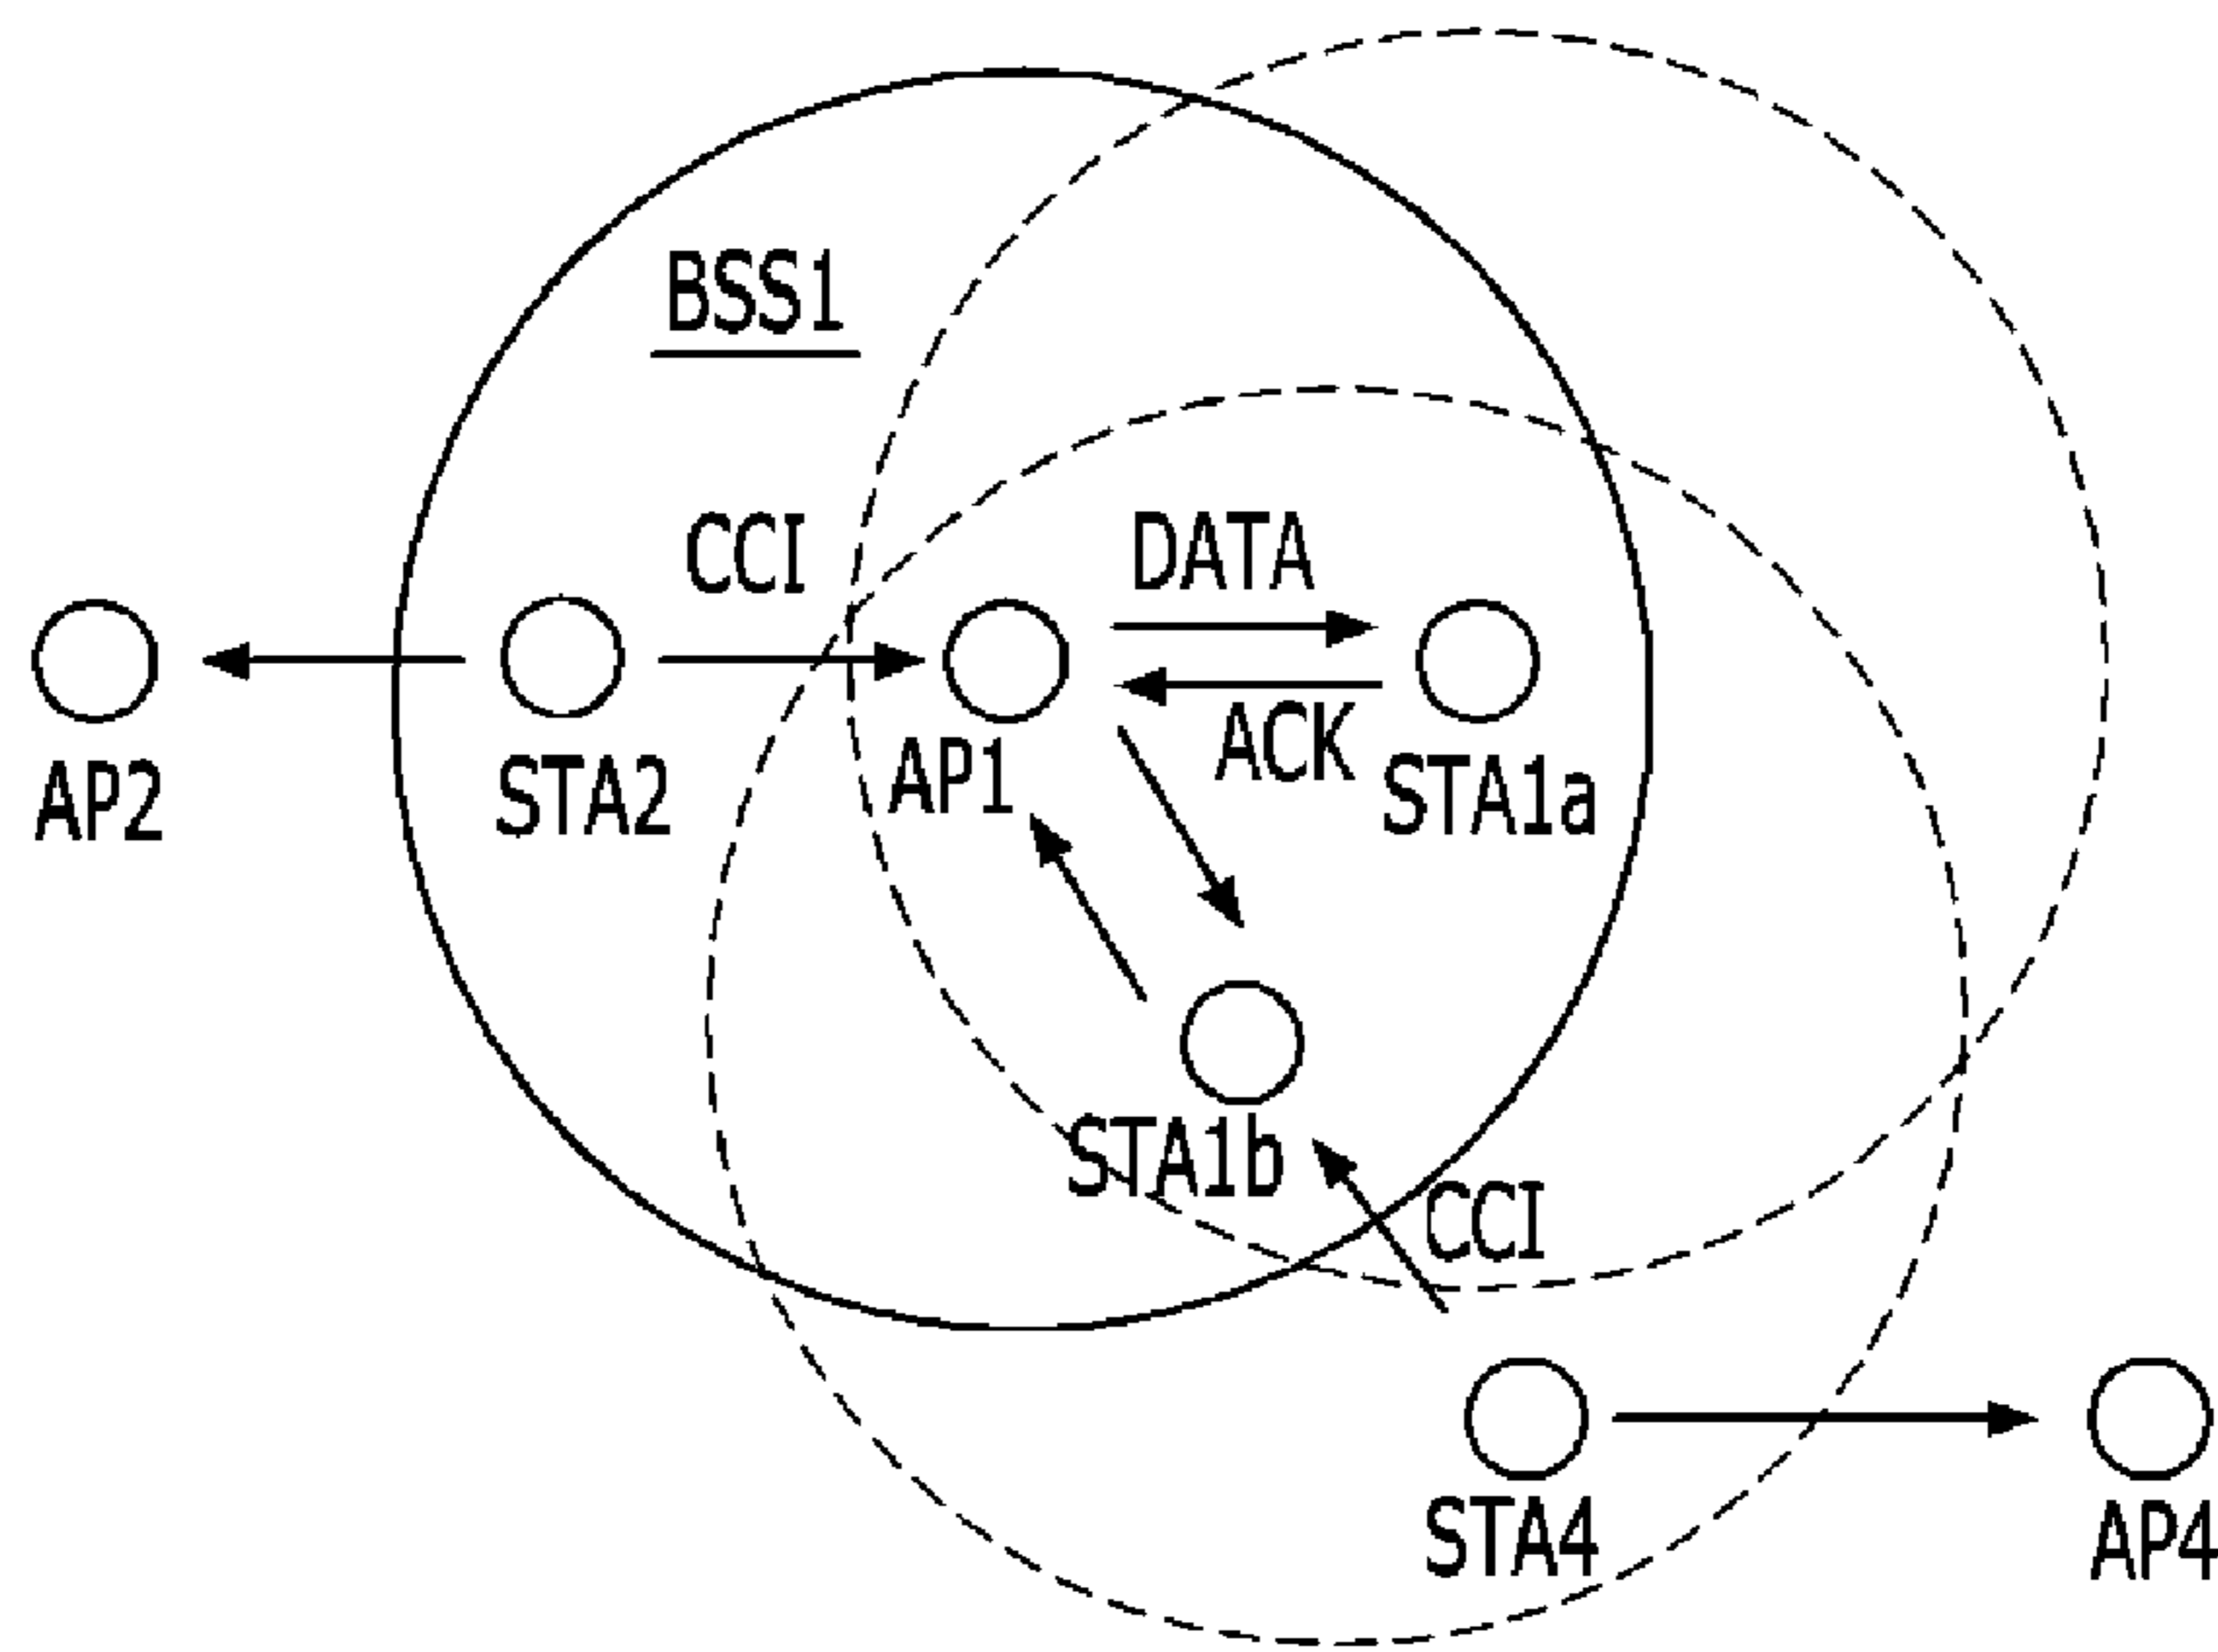 BSS1
CCI
DATA
ACK
AP2
STA2
AP1
STA1a
STA1b
CCI
STA4
AP4